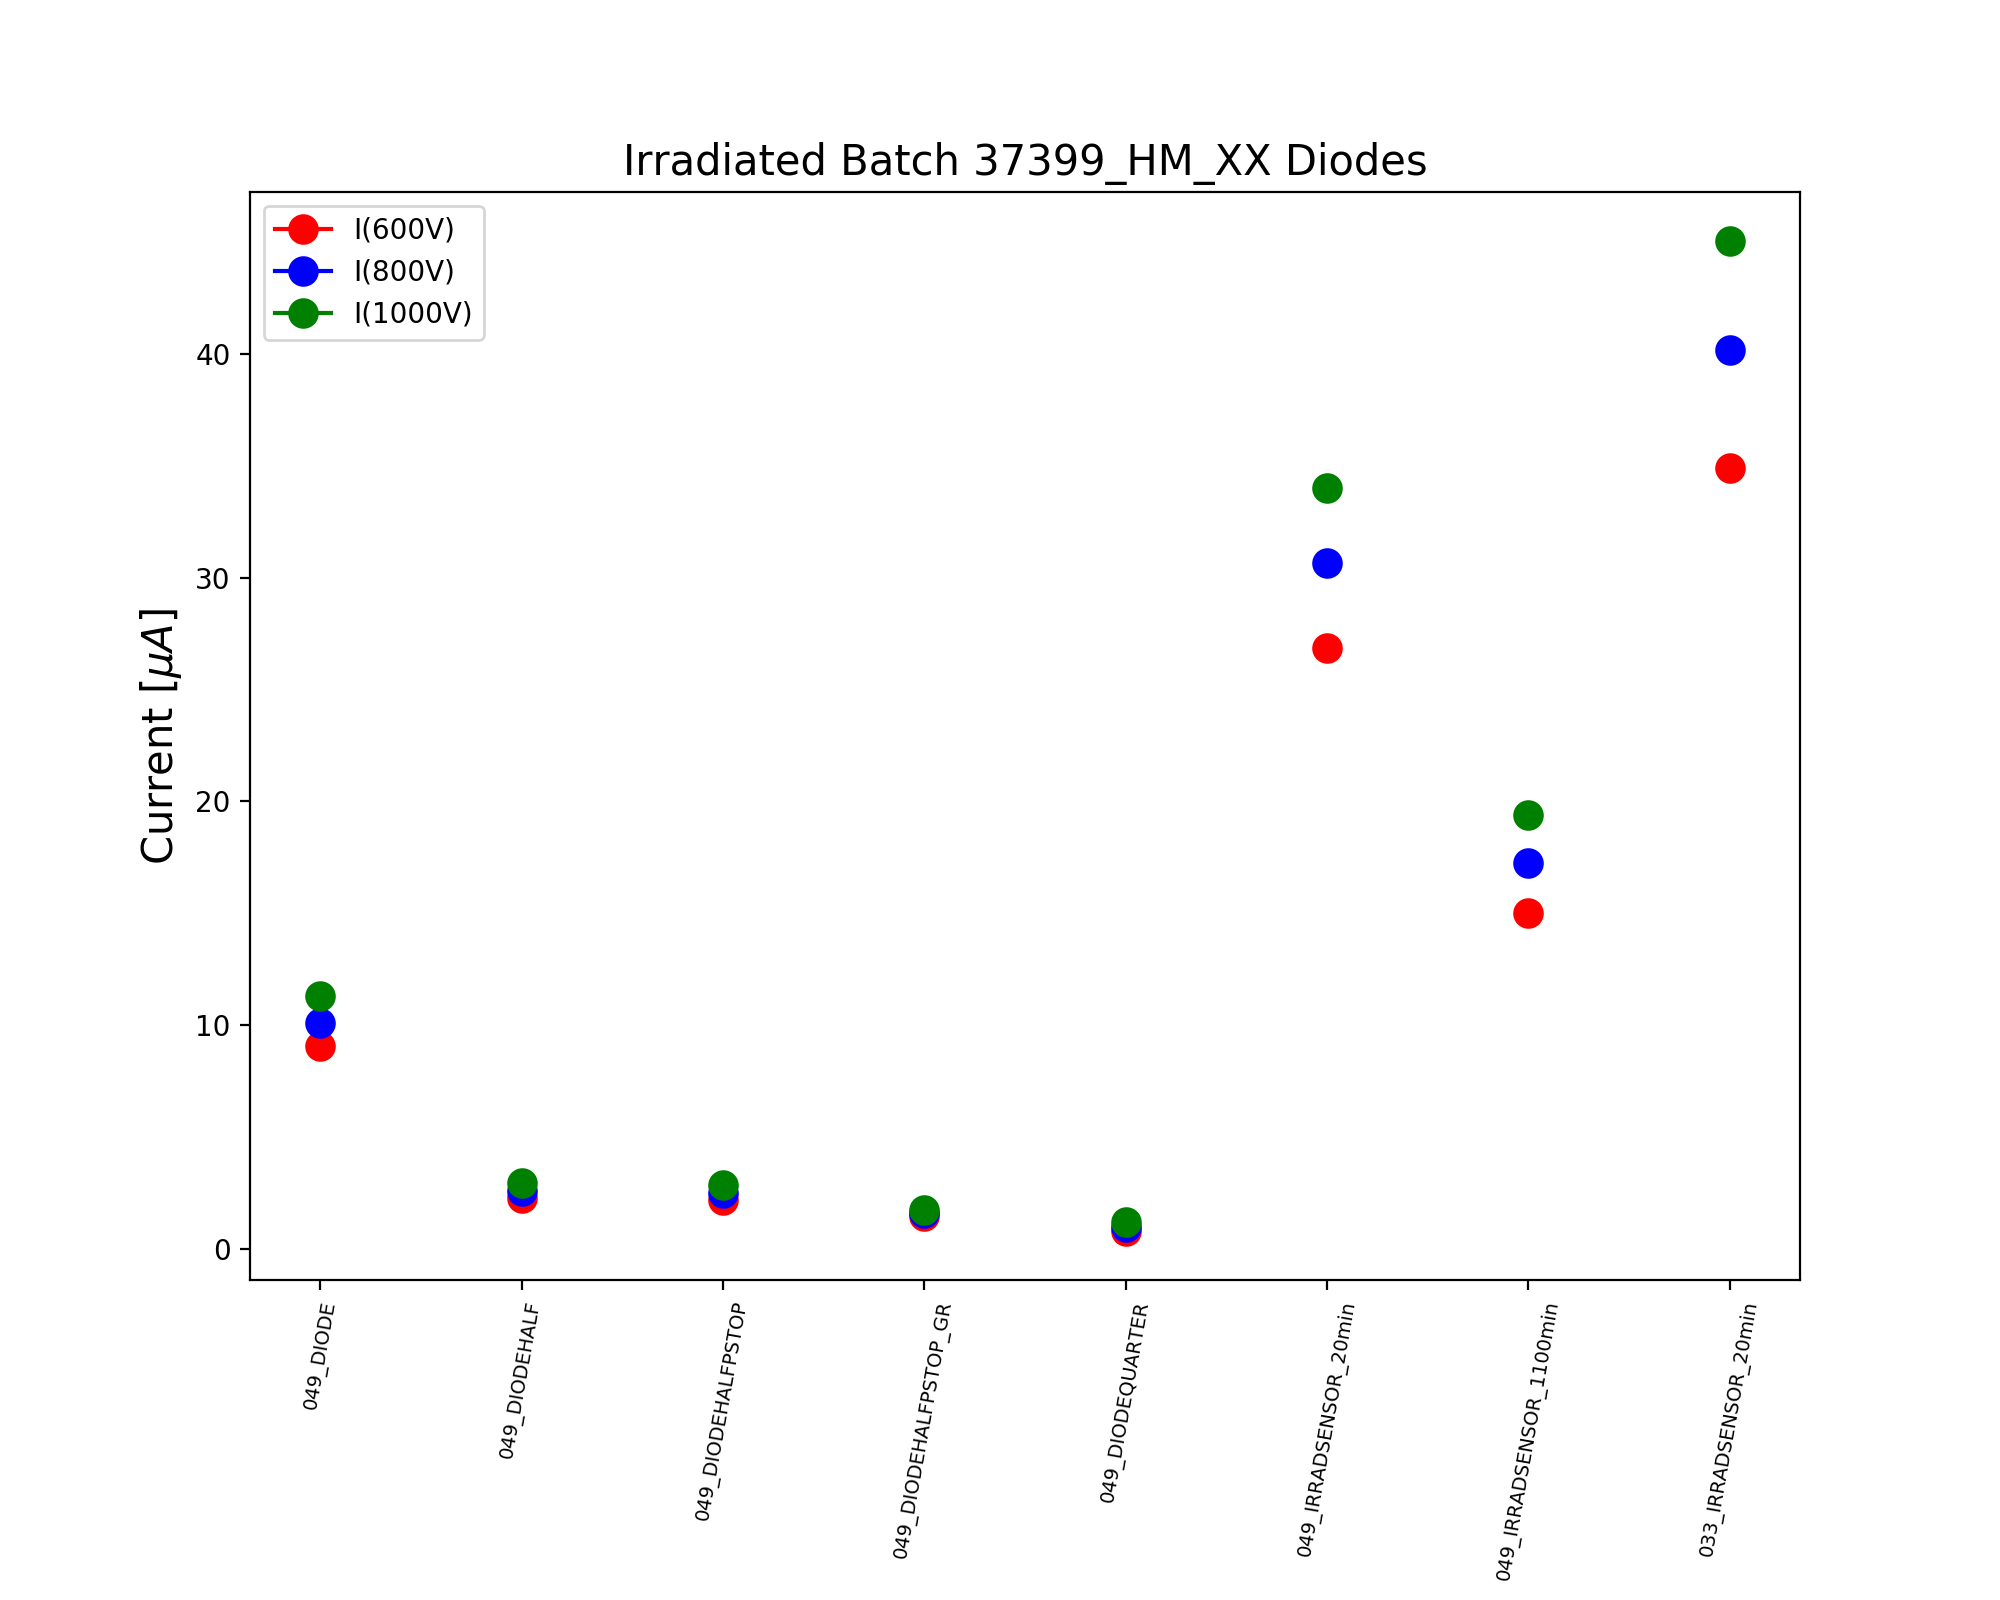 Irradiated Batch 37399_HM_XX Diodes
I(600V)
I(800V)
I(1000V)
Current [μA]
40
30
20
10
0
049_DIODE
049_DIODEHALF
049_DIODEHALFPSTOP
049_DIODEHALFPSTOP_GR
049_DIODEQUARTER
049_IRRADSENSOR_20min
049_IRRADSENSOR_1100min
033_IRRADSENSOR_20min